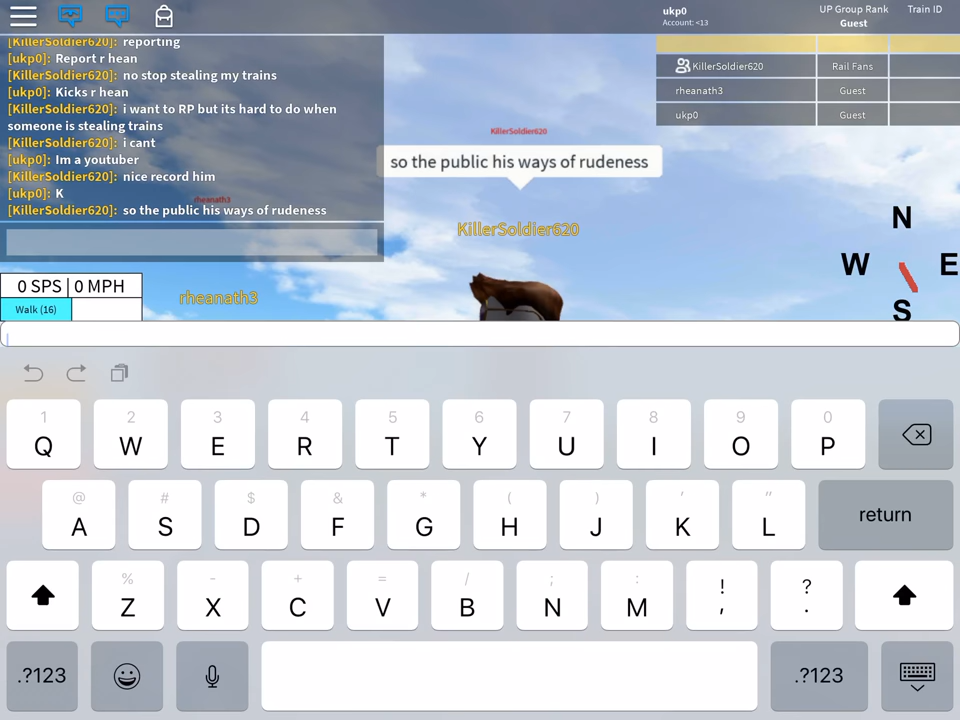 ukp0
Account: <13
UP Group Rank
Guest
Train ID
[KillerSoldier620]: reporting
[ukp0]: Report r hean
[KillerSoldier620]: no stop stealing my trains
[ukp0]: Kicks r hean
[KillerSoldier620]: i want to RP but its hard to do when
someone is stealing trains
[KillerSoldier620]: i cant
[ukp0]: Im a youtuber
[KillerSoldier620]: nice record him
[ukp0]: K
rheanath3
[KillerSoldier620]: so the public his ways of rudeness
KillerSoldier620 Rail Fans
rheanath3 Guest
ukp0 Guest
KillerSoldier620
so the public his ways of rudeness
KillerSoldier620
N
W E
S
0 SPS | 0 MPH
Walk (16)
rheanath3
1 2 3 4 5 6 7 8 9 0
Q W E R T Y U I O P
@ # $ & * ( ) ' "
A S D F G H J K L return
% - + = / ; : ! ?
Z X C V B N M , .
.?123 .?123